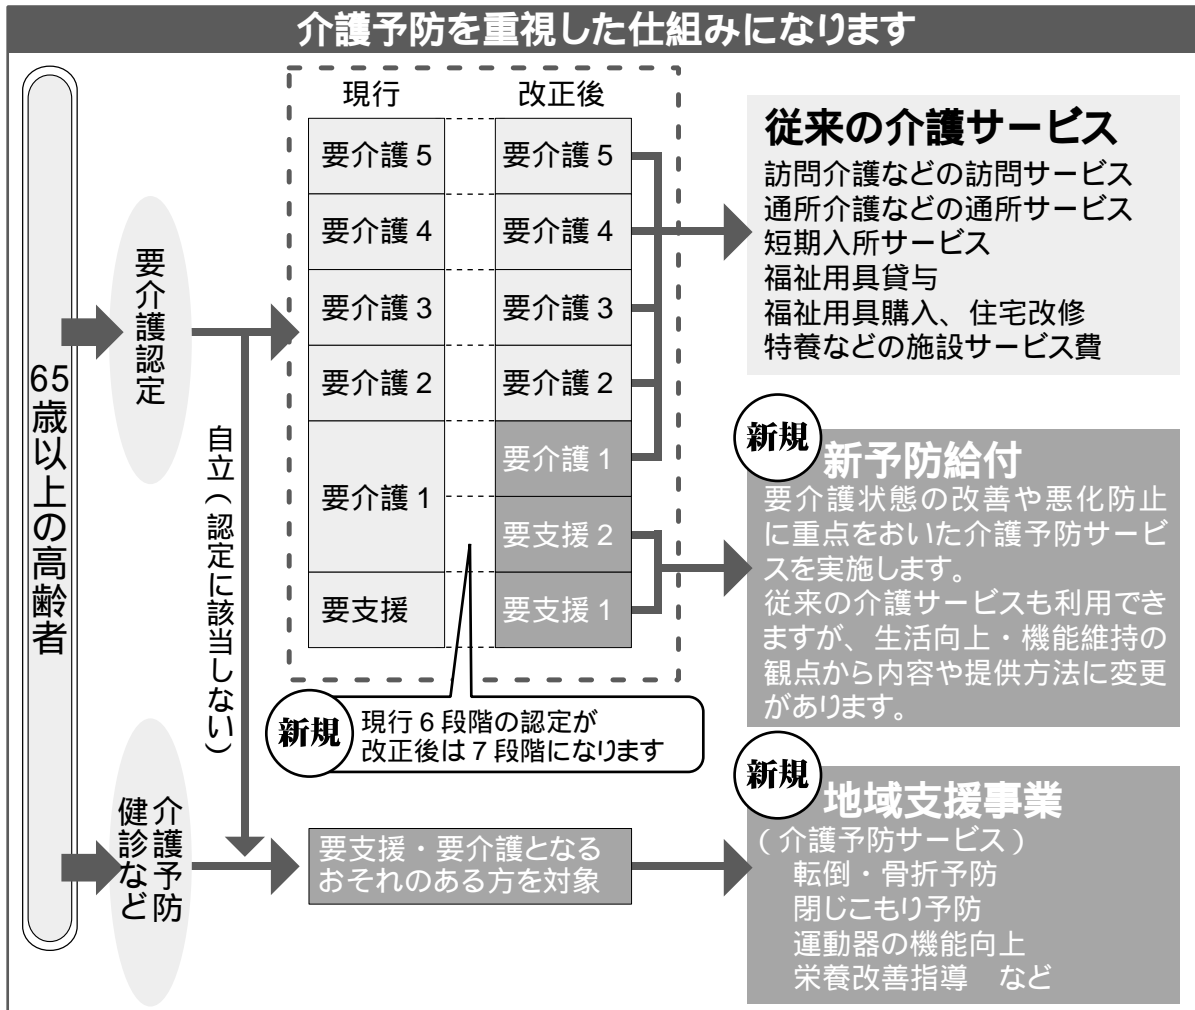 介護予防を重視した仕組みになります
65歳以上の高齢者
要介護認定
自立(認定に該当しない)
介護予防
健診など
現行
改正後
要介護5
要介護4
要介護3
要介護2
要介護1
要支援
要介護5
要介護4
要介護3
要介護2
要介護1
要支援2
要支援1
新規
現行6段階の認定が
改正後は7段階になります
要支援・要介護となる
おそれのある方を対象
従来の介護サービス
訪問介護などの訪問サービス
通所介護などの通所サービス
短期入所サービス
福祉用具貸与
福祉用具購入、住宅改修
特養などの施設サービス費
新規
新予防給付
要介護状態の改善や悪化防止
に重点をおいた介護予防サービ
スを実施します。
従来の介護サービスも利用でき
ますが、生活向上・機能維持の
観点から内容や提供方法に変更
があります。
新規
地域支援事業
(介護予防サービス)
転倒・骨折予防
閉じこもり予防
運動器の機能向上
栄養改善指導 など